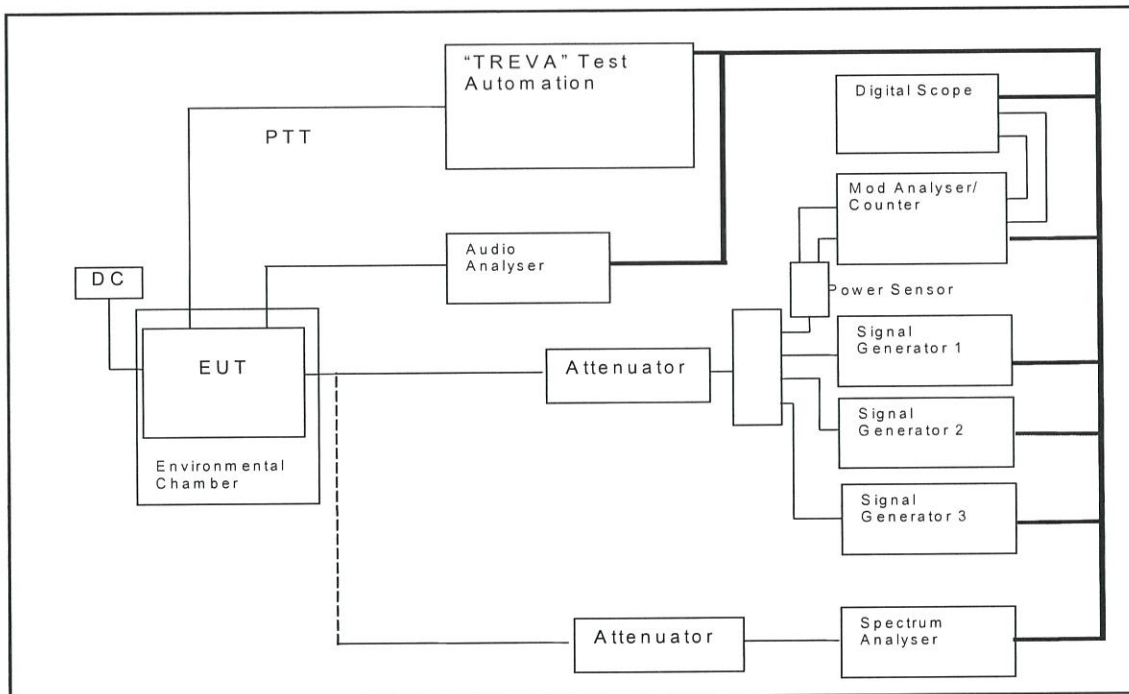 “TREVA” Test
Automation
PTT
Digital Scope
Mod Analyser/
Counter
Audio
Analyser
DC
Power Sensor
EUT
Attenuator
Signal
Generator 1
Signal
Generator 2
Environmental
Chamber
Signal
Generator 3
Attenuator
Spectrum
Analyser